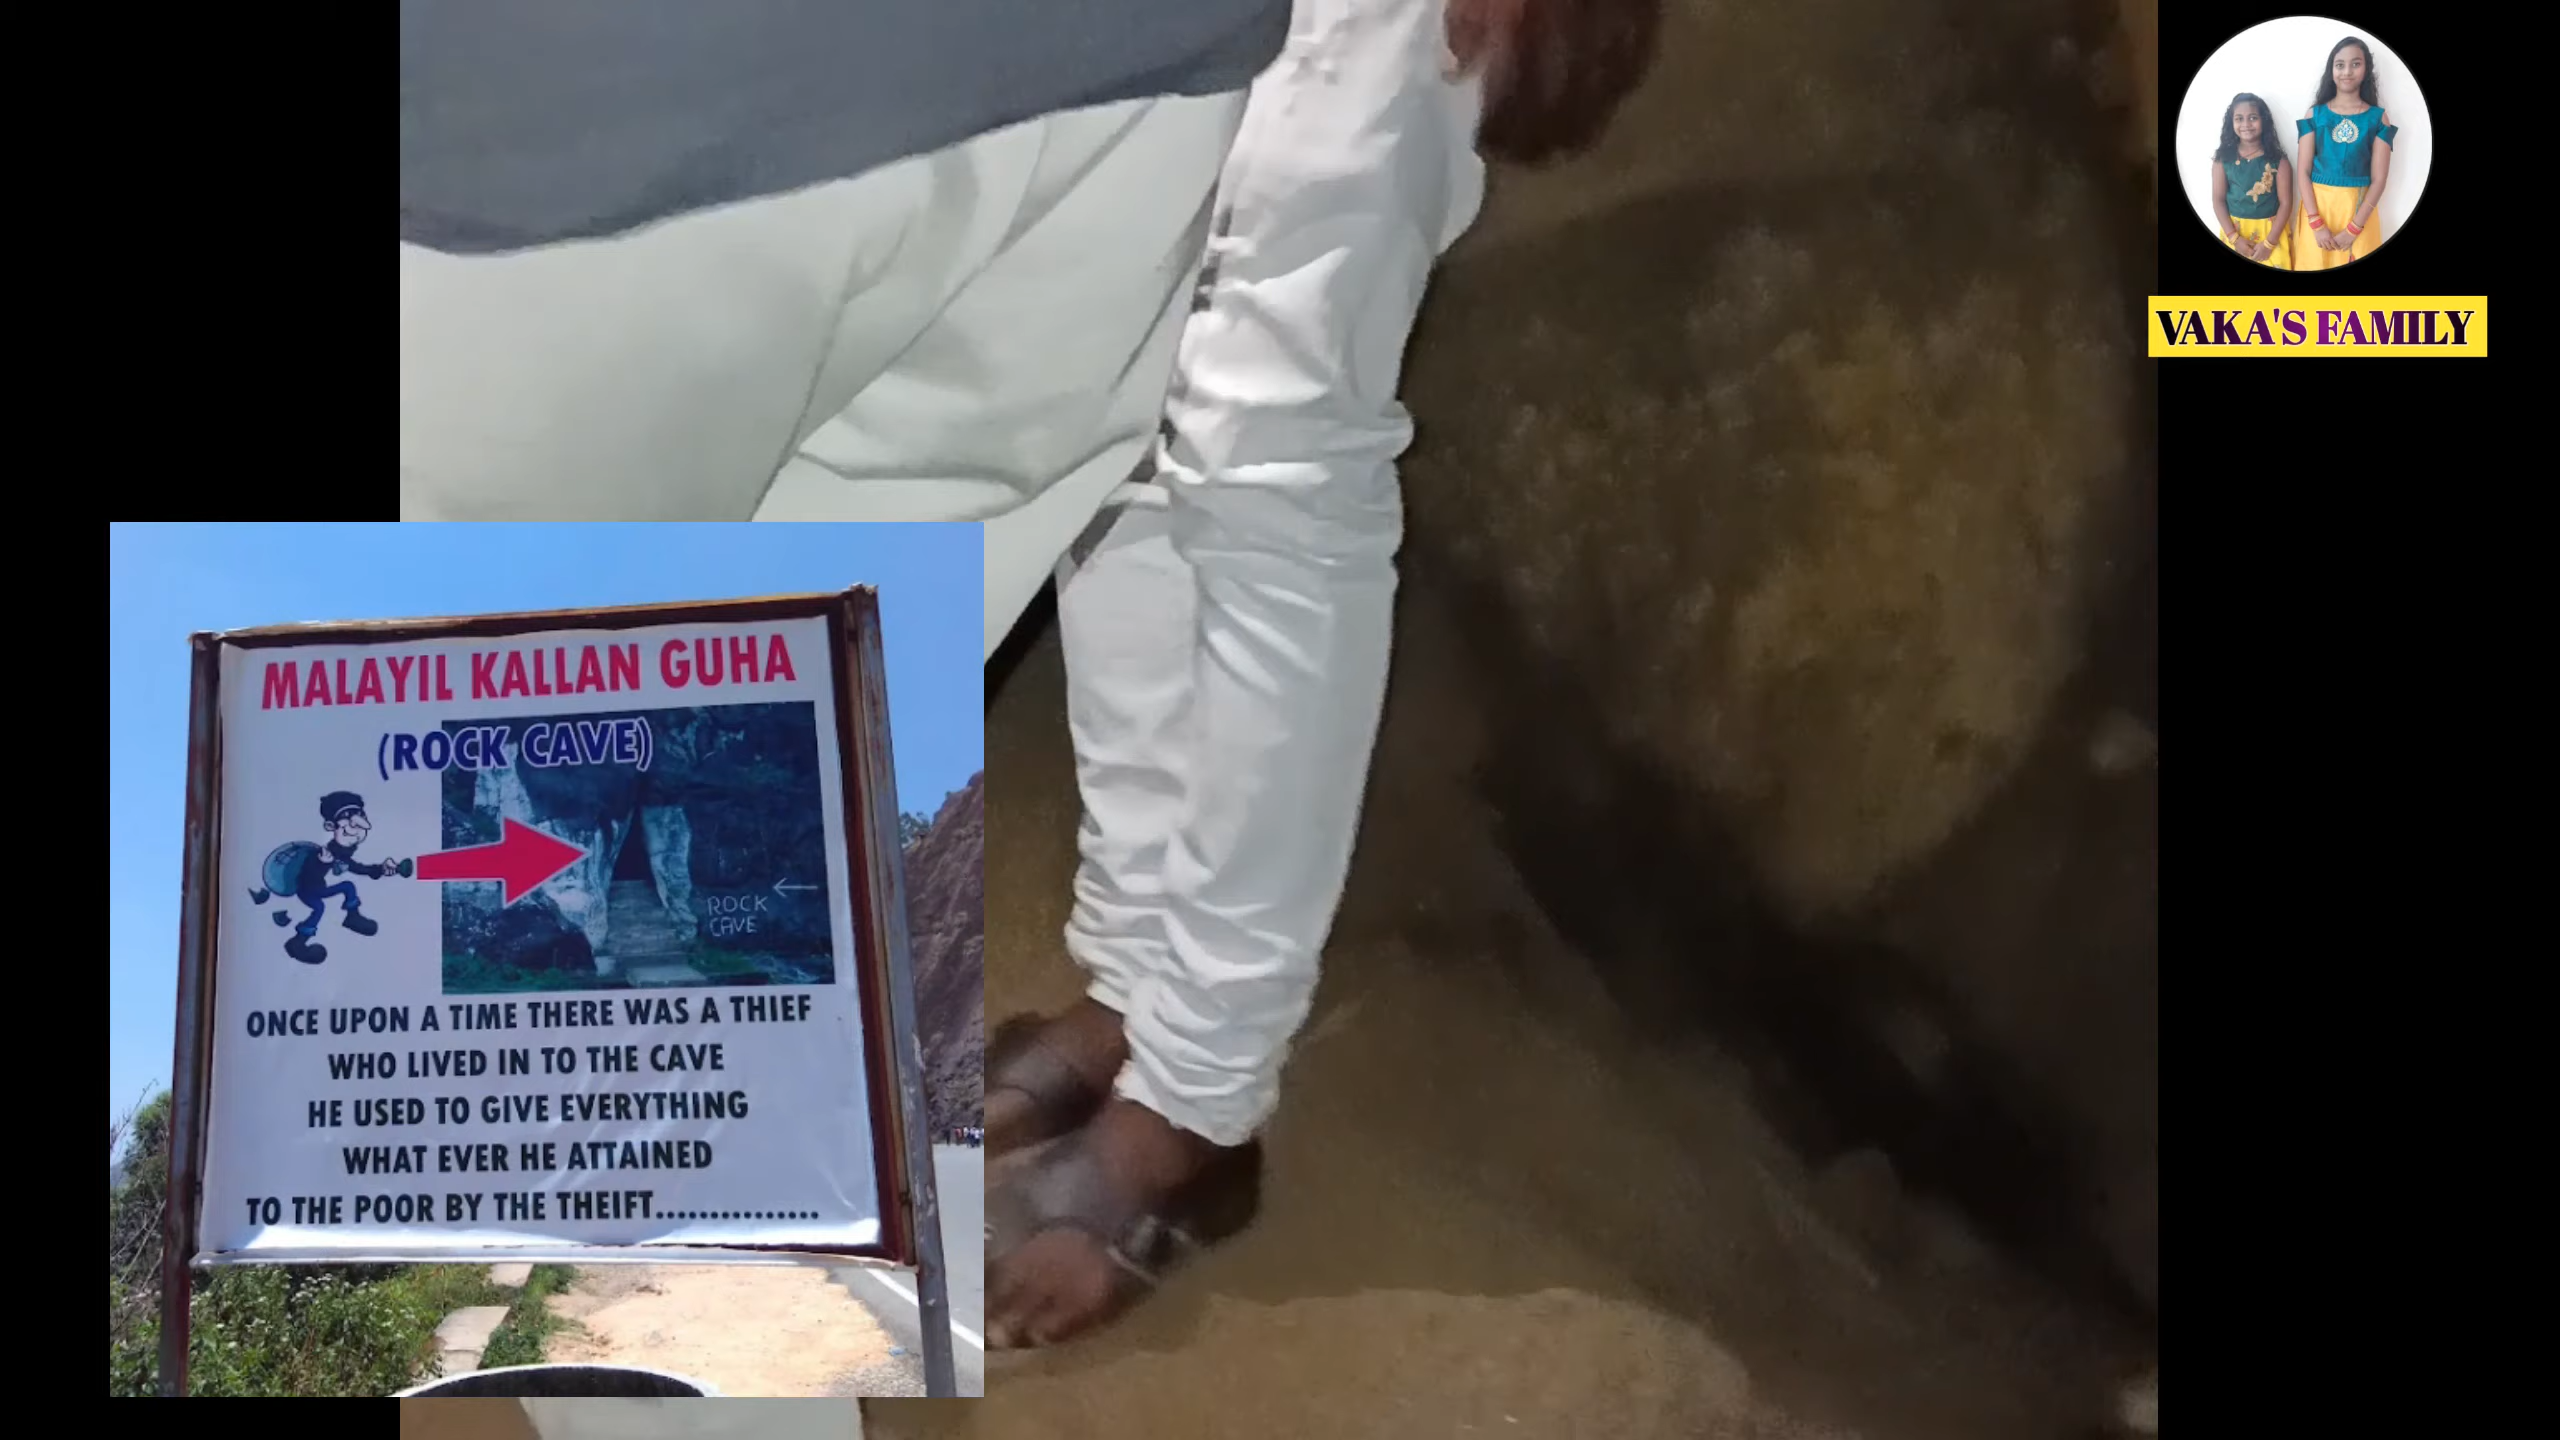 VAKA'S FAMILY
MALAYIL KALLAN GUHA
(ROCK CAVE)
ROCK
CAVE
ONCE UPON A TIME THERE WAS A THIEF
WHO LIVED IN TO THE CAVE
HE USED TO GIVE EVERYTHING
WHAT EVER HE ATTAINED
TO THE POOR BY THE THEIFT...............